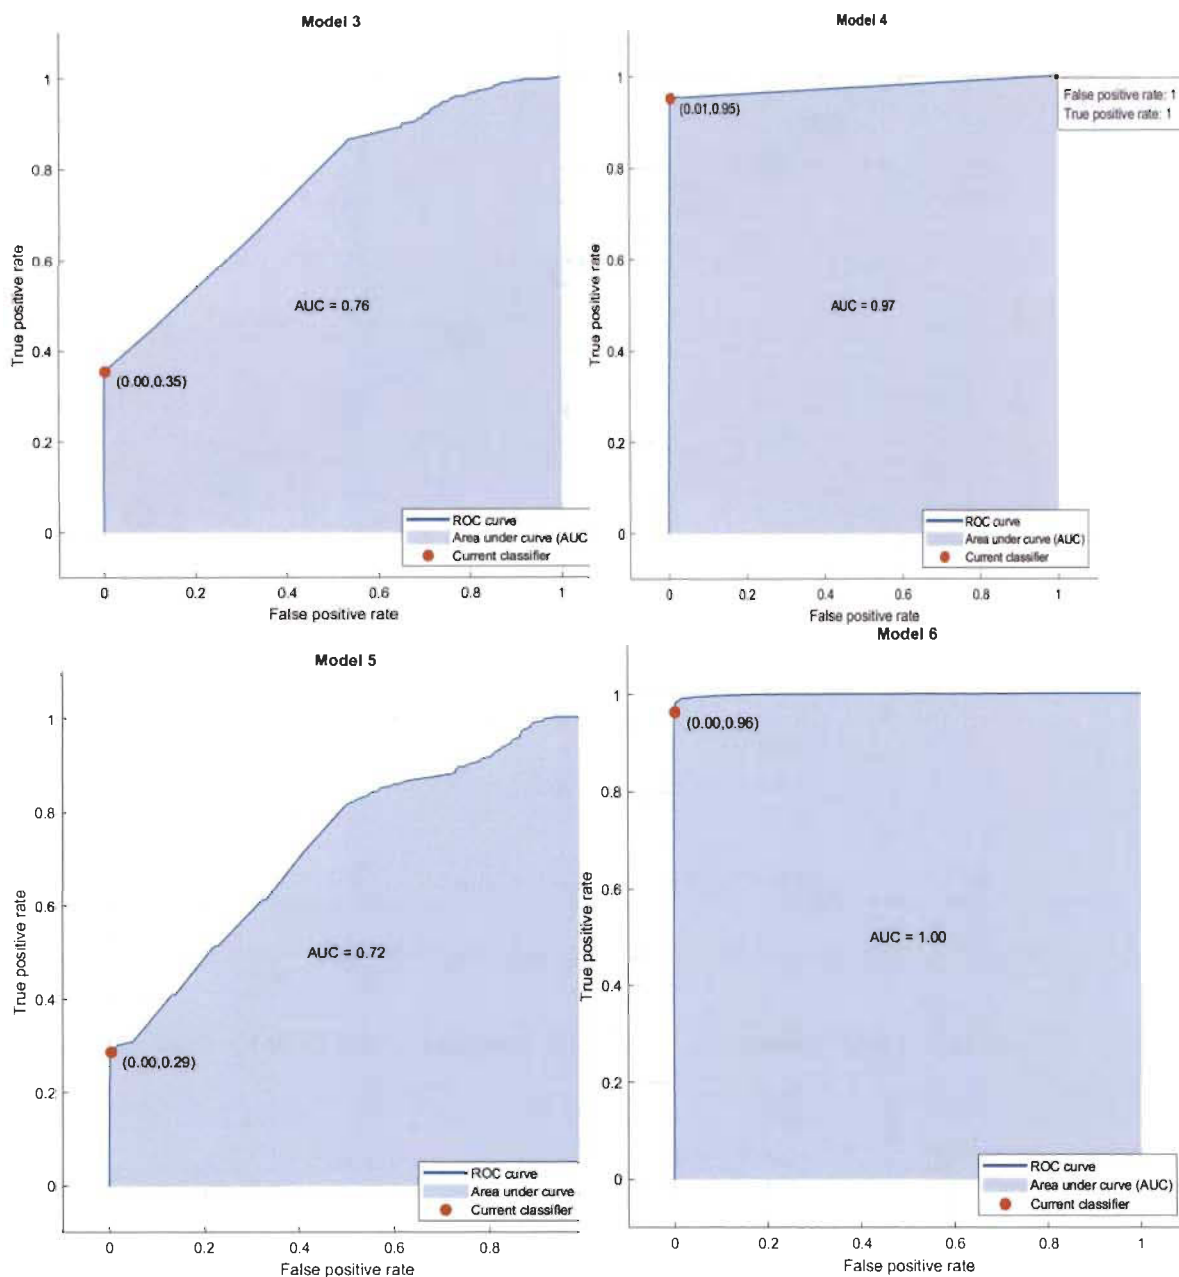 Model 3
1
0.8
0.6
0.4
0.2
0
True positive rate
AUC = 0.76
(0.00,0.35)
ROC curve
Area under curve (AUC
Current classifier
0 0.2 0.4 0.6 0.8 1
False positive rate
Model 4
1
0.8
0.6
0.4
0.2
0
True positive rate
(0.01,0.95)
False positive rate: 1
True positive rate: 1
AUC = 0.97
ROC curve
Area under curve (AUC)
Current classifier
0 0.2 0.4 0.6 0.8 1
False positive rate
Model 5
1
0.8
0.6
0.4
0.2
0
True positive rate
AUC = 0.72
(0.00,0.29)
ROC curve
Area under curve
Current classifier
0 0.2 0.4 0.6 0.8
False positive rate
Model 6
1
0.8
0.6
0.4
0.2
0
True positive rate
(0.00,0.96)
AUC = 1.00
ROC curve
Area under curve (AUC)
Current classifier
0 0.2 0.4 0.6 0.8 1
False positive rate